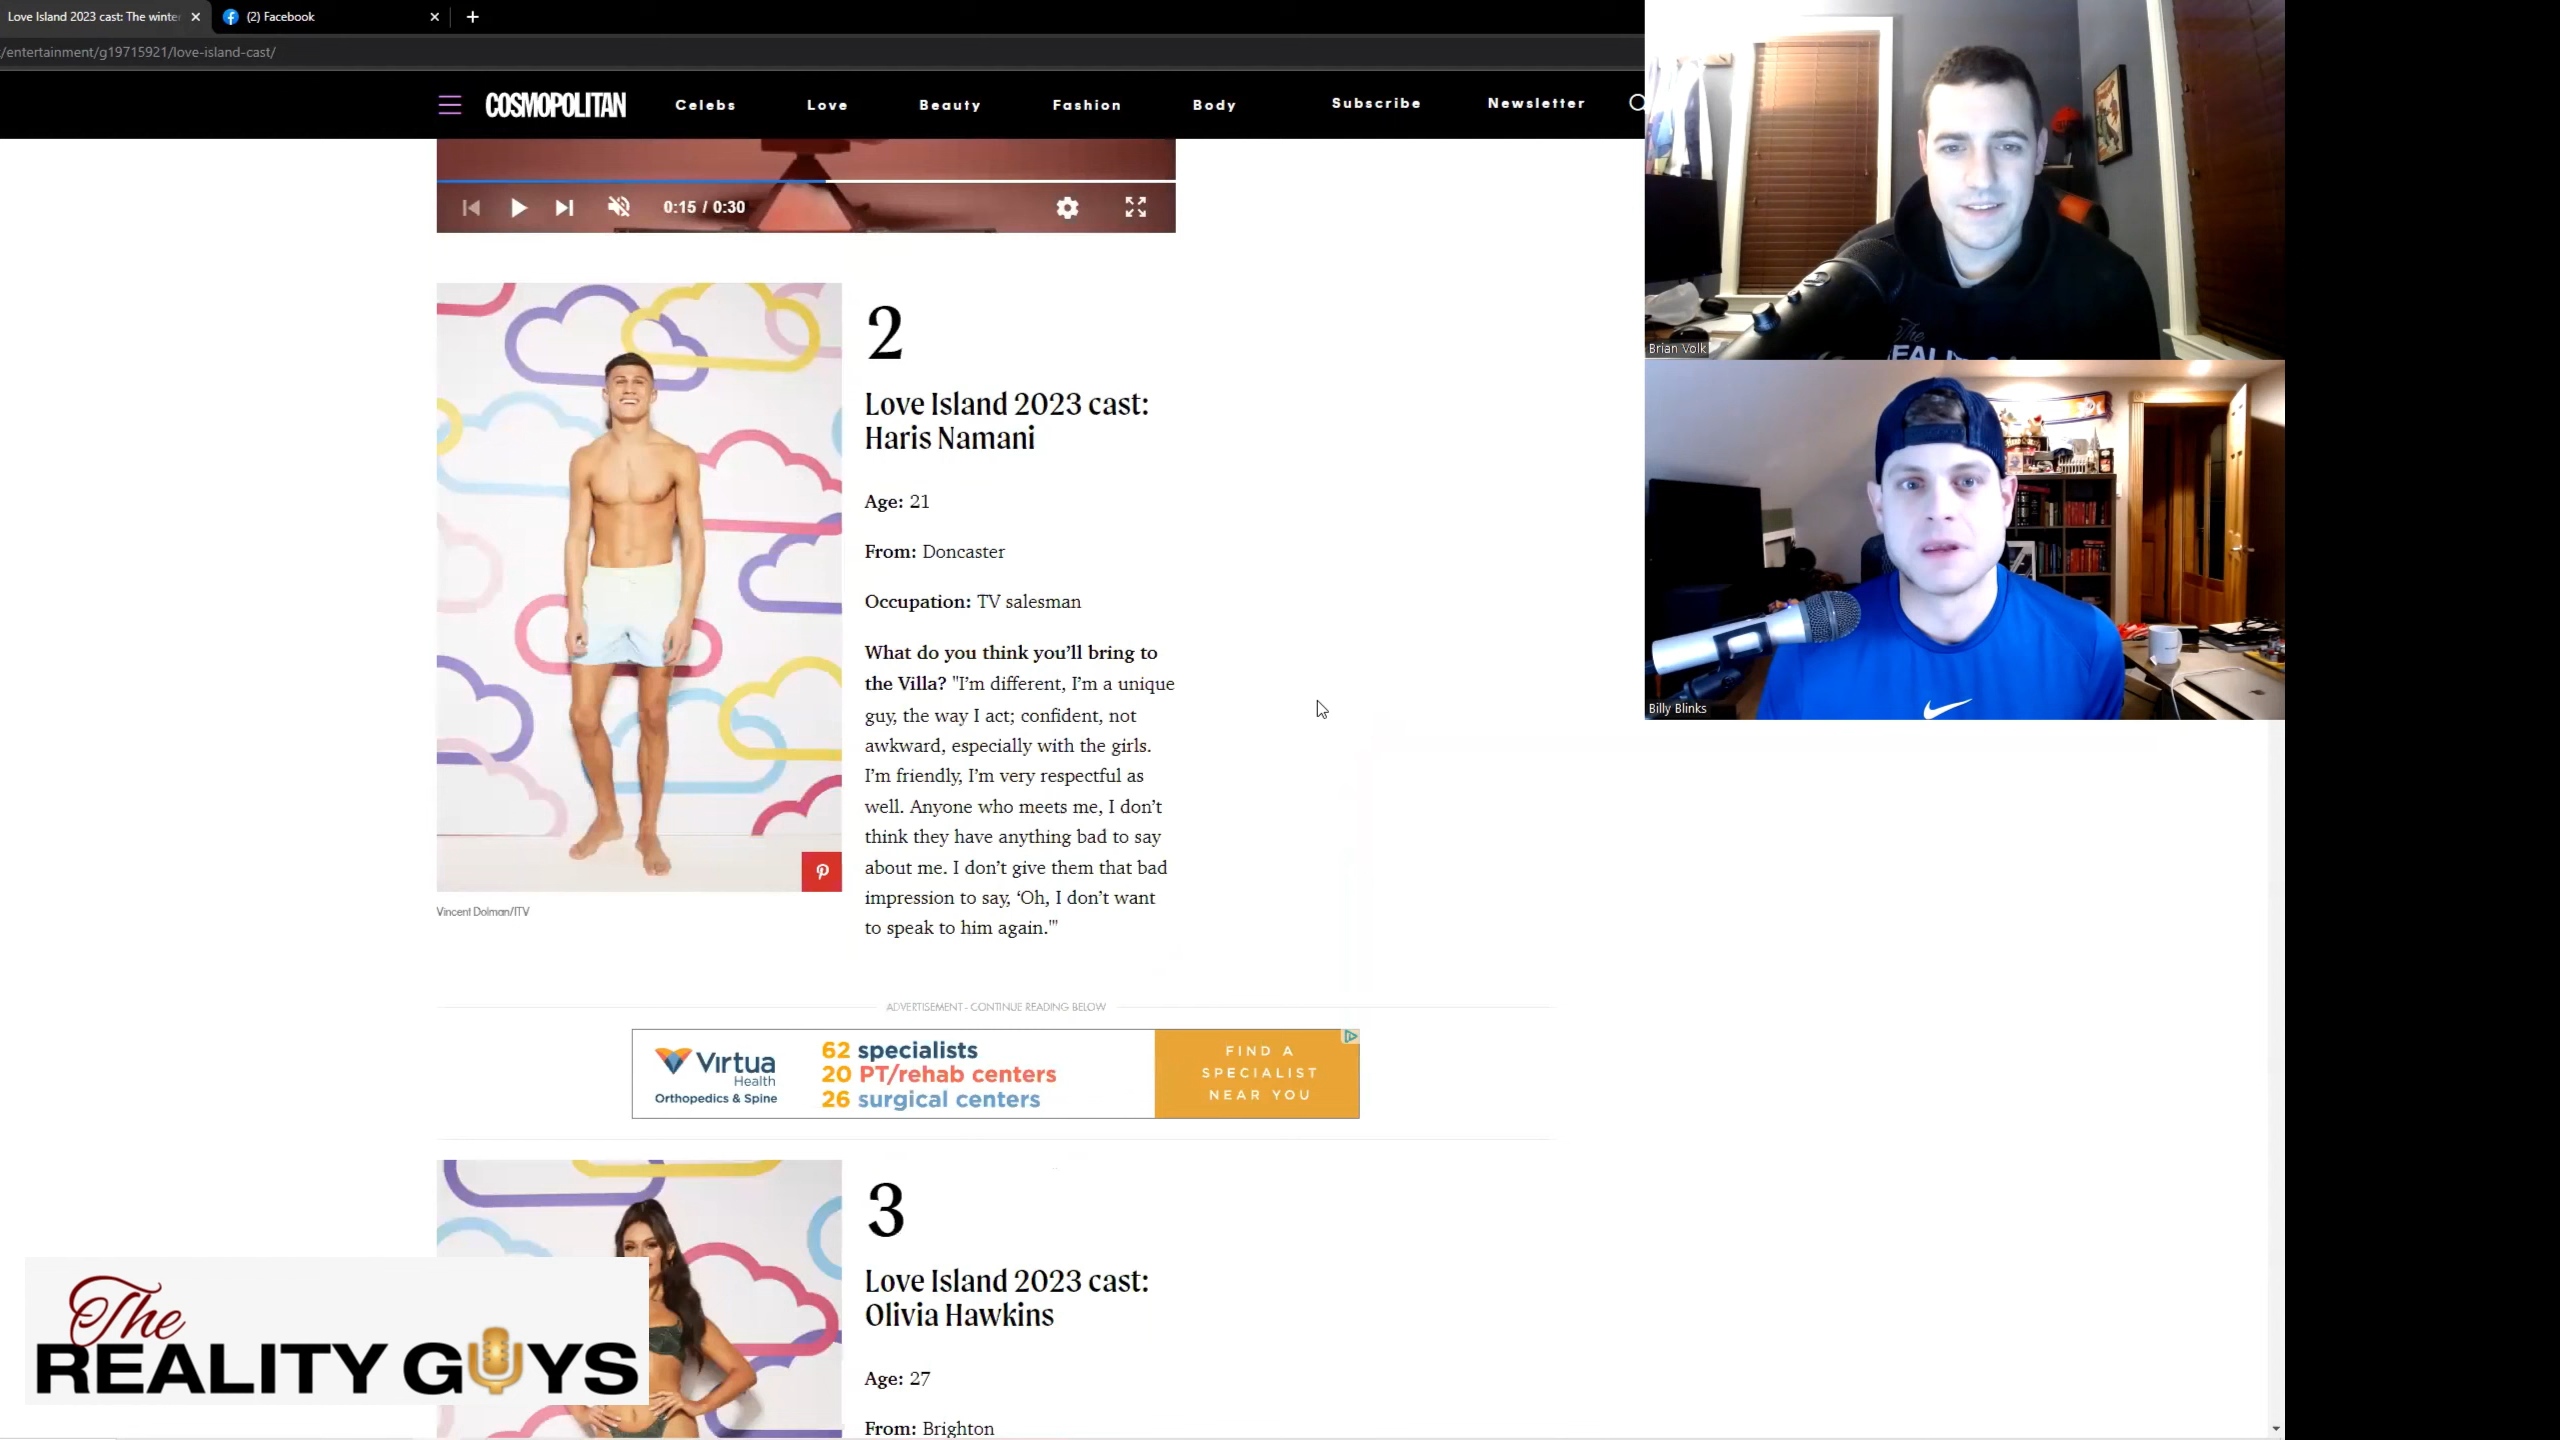 Love Island 2023 cast: The winte
(2) Facebook
/entertainment/g19715921/love-island-cast/
COSMOPOLITAN
Celebs
Love
Beauty
Fashion
Body
Subscribe
Newsletter
0:15 / 0:30
2
Love Island 2023 cast:
Haris Namani
Age: 21
From: Doncaster
Occupation: TV salesman
What do you think you’ll bring to
the Villa? "I’m different, I’m a unique
guy, the way I act; confident, not
awkward, especially with the girls.
I’m friendly, I’m very respectful as
well. Anyone who meets me, I don’t
think they have anything bad to say
about me. I don’t give them that bad
impression to say, ‘Oh, I don’t want
to speak to him again.'"
Vincent Dolman/ITV
ADVERTISEMENT - CONTINUE READING BELOW
Virtua
Health
Orthopedics & Spine
62 specialists
20 PT/rehab centers
26 surgical centers
FIND A
SPECIALIST
NEAR YOU
3
Love Island 2023 cast:
Olivia Hawkins
Age: 27
From: Brighton
The
REALITY GUYS
Brian Volk
The
Billy Blinks